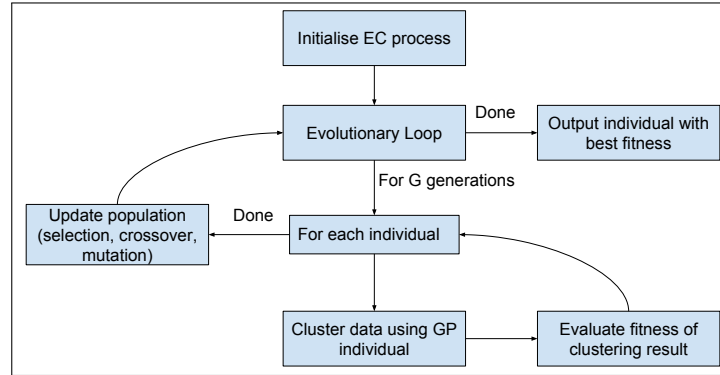 Initialise EC process
Evolutionary Loop
Done
Output individual with
best fitness
For G generations
Update population
(selection, crossover,
mutation)
Done
For each individual
Cluster data using GP
individual
Evaluate fitness of
clustering result